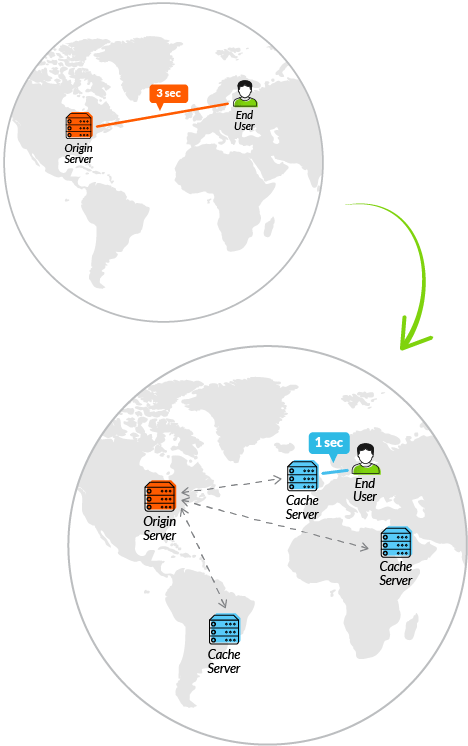 3 sec
End
User
Origin
Server
1 sec
End
User
Cache
Server
Origin
Server
Cache
Server
Cache
Server